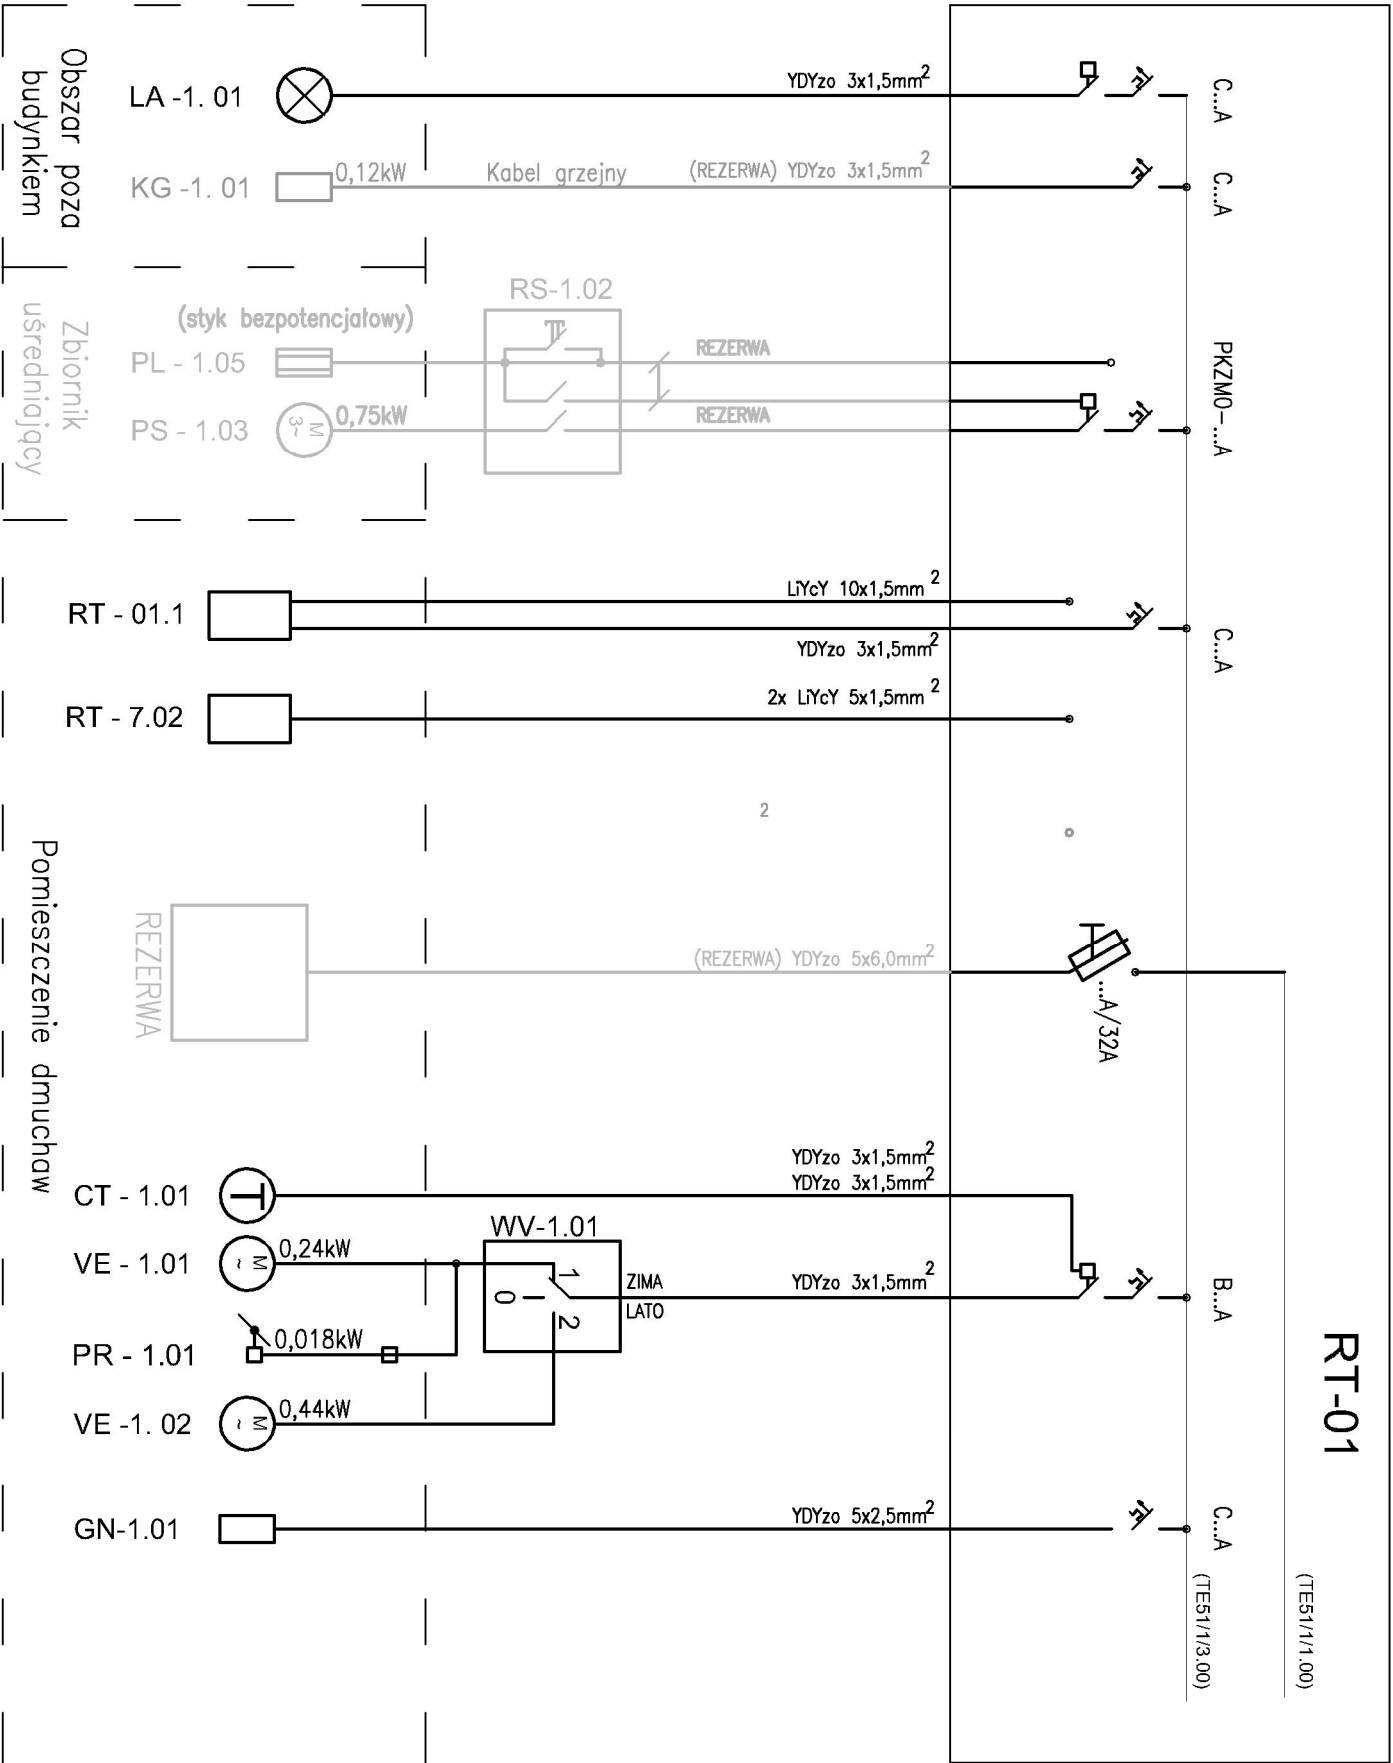 Obszar poza
budynkiem
LA -1. 01
YDYzo 3x1,5mm²
C...A
KG -1. 01
0,12kW
Kabel grzejny
(REZERWA) YDYzo 3x1,5mm²
C...A
Zbiornik
uśredniający
RS-1.02
(styk bezpotencjałowy)
PL - 1.05
REZERWA
PKZM0-...A
PS - 1.03
M
3~
0,75kW
REZERWA
RT - 01.1
LiYcY 10x1,5mm²
YDYzo 3x1,5mm²
C...A
RT - 7.02
2x LiYcY 5x1,5mm²
2
Pomieszczenie dmuchaw
REZERWA
(REZERWA) YDYzo 5x6,0mm²
...A/32A
YDYzo 3x1,5mm²
CT - 1.01
T
YDYzo 3x1,5mm²
WV-1.01
VE - 1.01
M
~
0,24kW
1
0
2
ZIMA
LATO
YDYzo 3x1,5mm²
B...A
PR - 1.01
0,018kW
VE -1. 02
M
~
0,44kW
RT-01
GN-1.01
YDYzo 5x2,5mm²
C...A
(TE51/1/3.00)
(TE51/1/1.00)